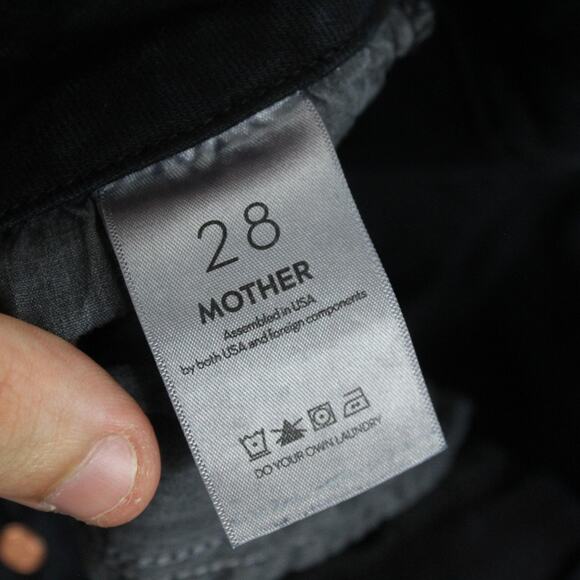 28
MOTHER
Assembled in USA
by both USA and foreign components
DO YOUR OWN LAUNDRY